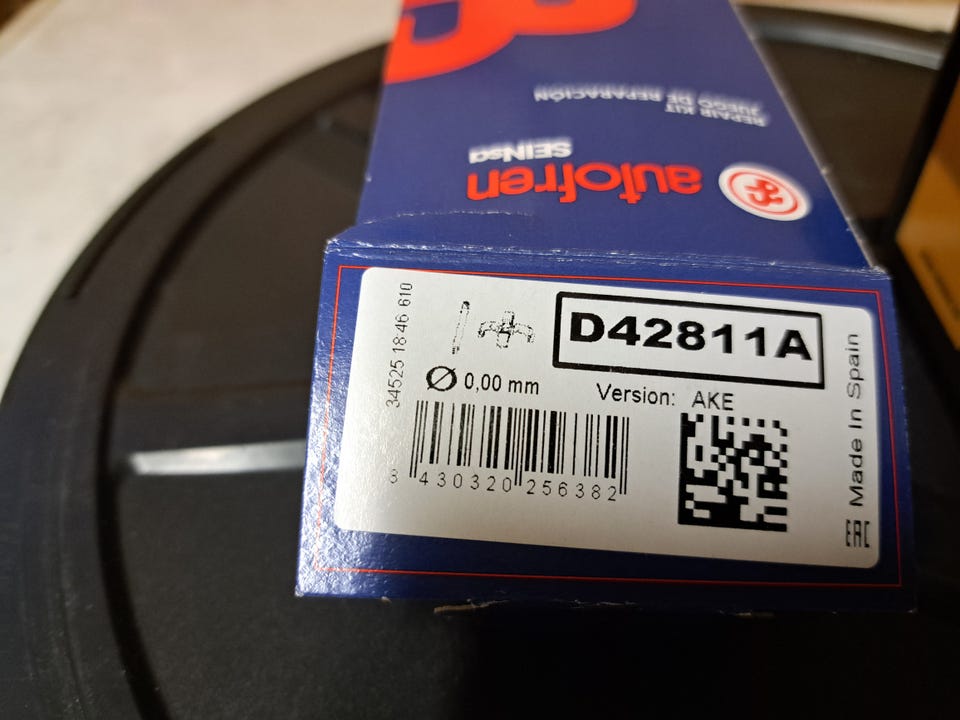 REPAIR KIT
JUEGO DE REPARACIÓN
autofren
SEINsa
34525 18:46 610
D42811A
0,00 mm
Version: AKE
8 430320 256382
Made In Spain
EAC